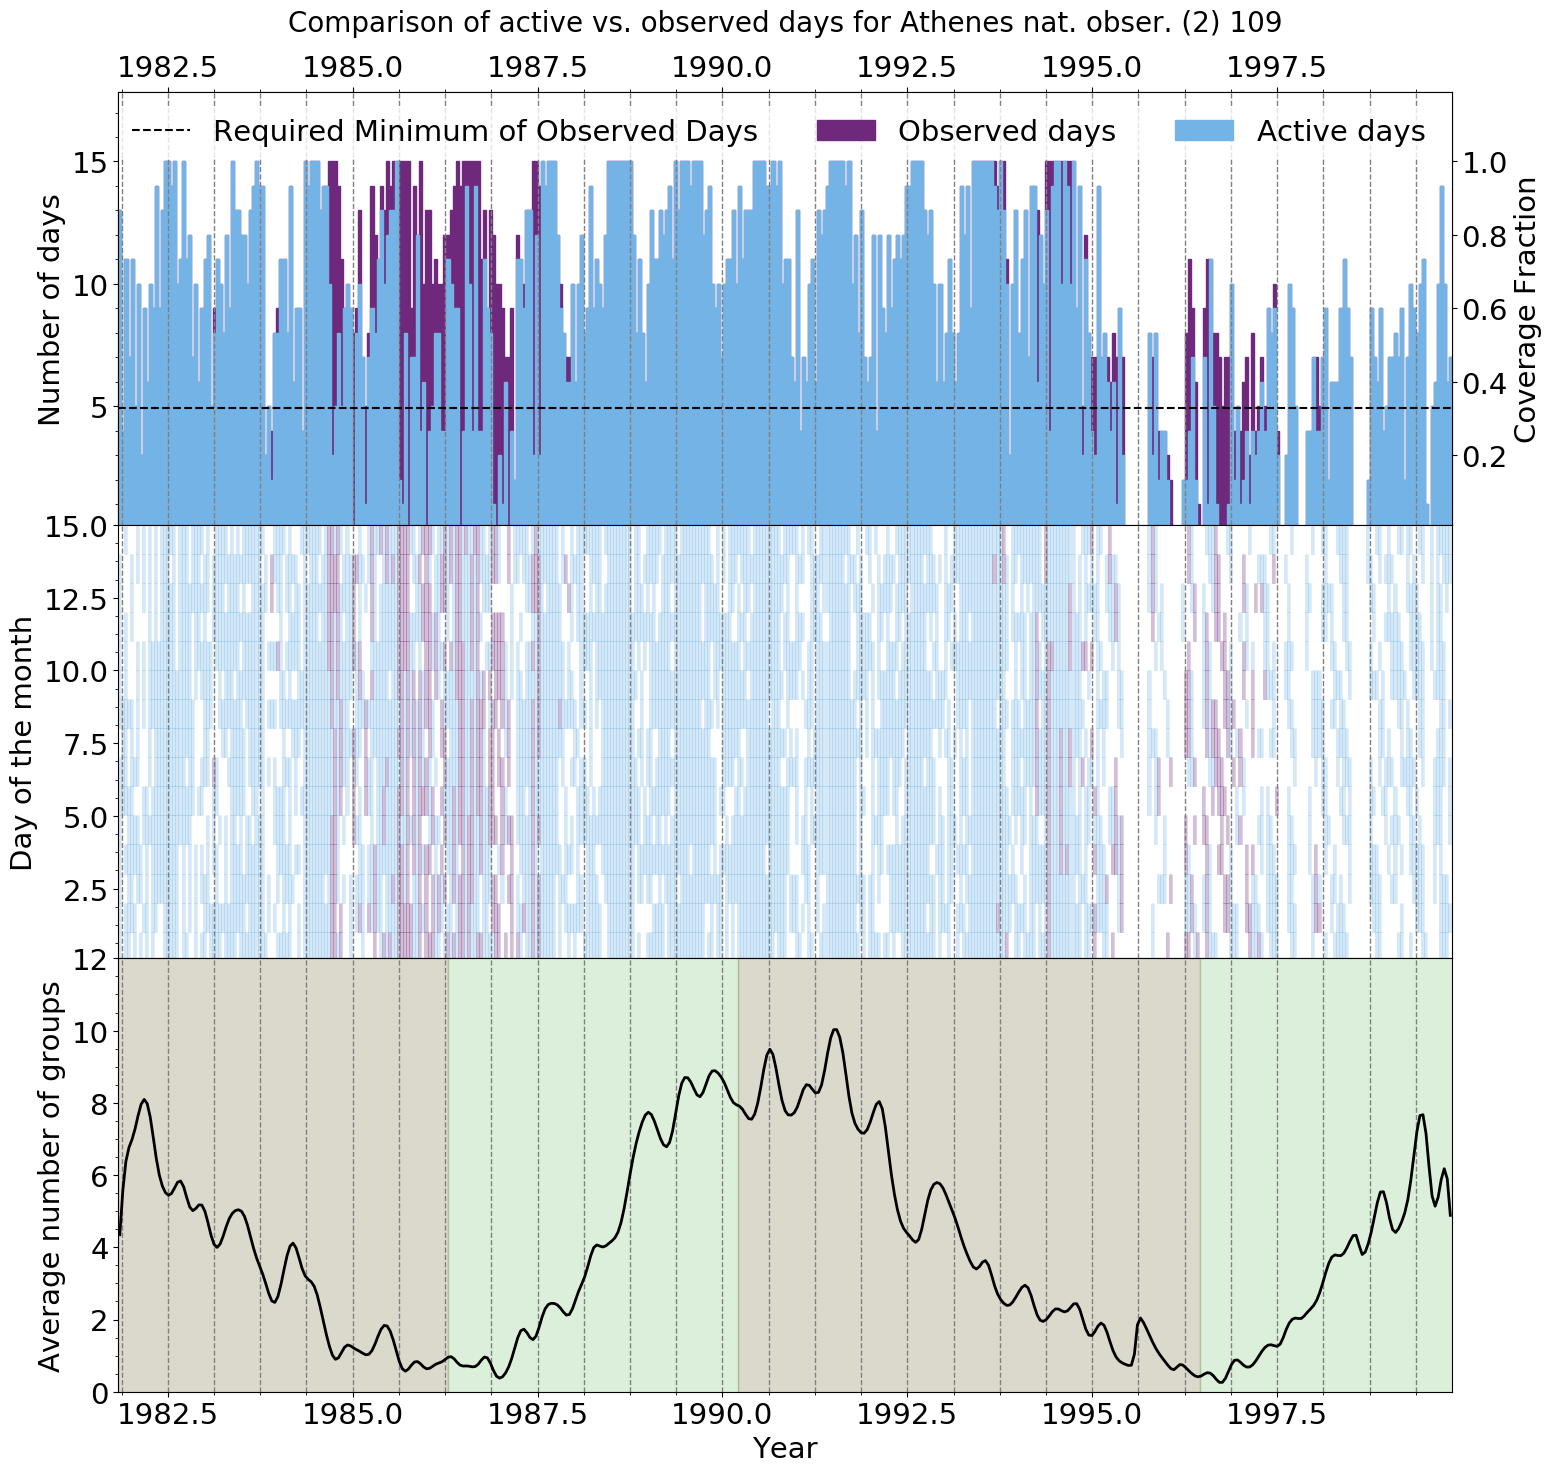 Comparison of active vs. observed days for Athenes nat. obser. (2) 109
1982.5 1985.0 1987.5 1990.0 1992.5 1995.0 1997.5
Required Minimum of Observed Days Observed days Active days
Number of days
15
10
5
Coverage Fraction
1.0
0.8
0.6
0.4
0.2
Day of the month
15.0
12.5
10.0
7.5
5.0
2.5
Average number of groups
12
10
8
6
4
2
0
1982.5 1985.0 1987.5 1990.0 1992.5 1995.0 1997.5
Year